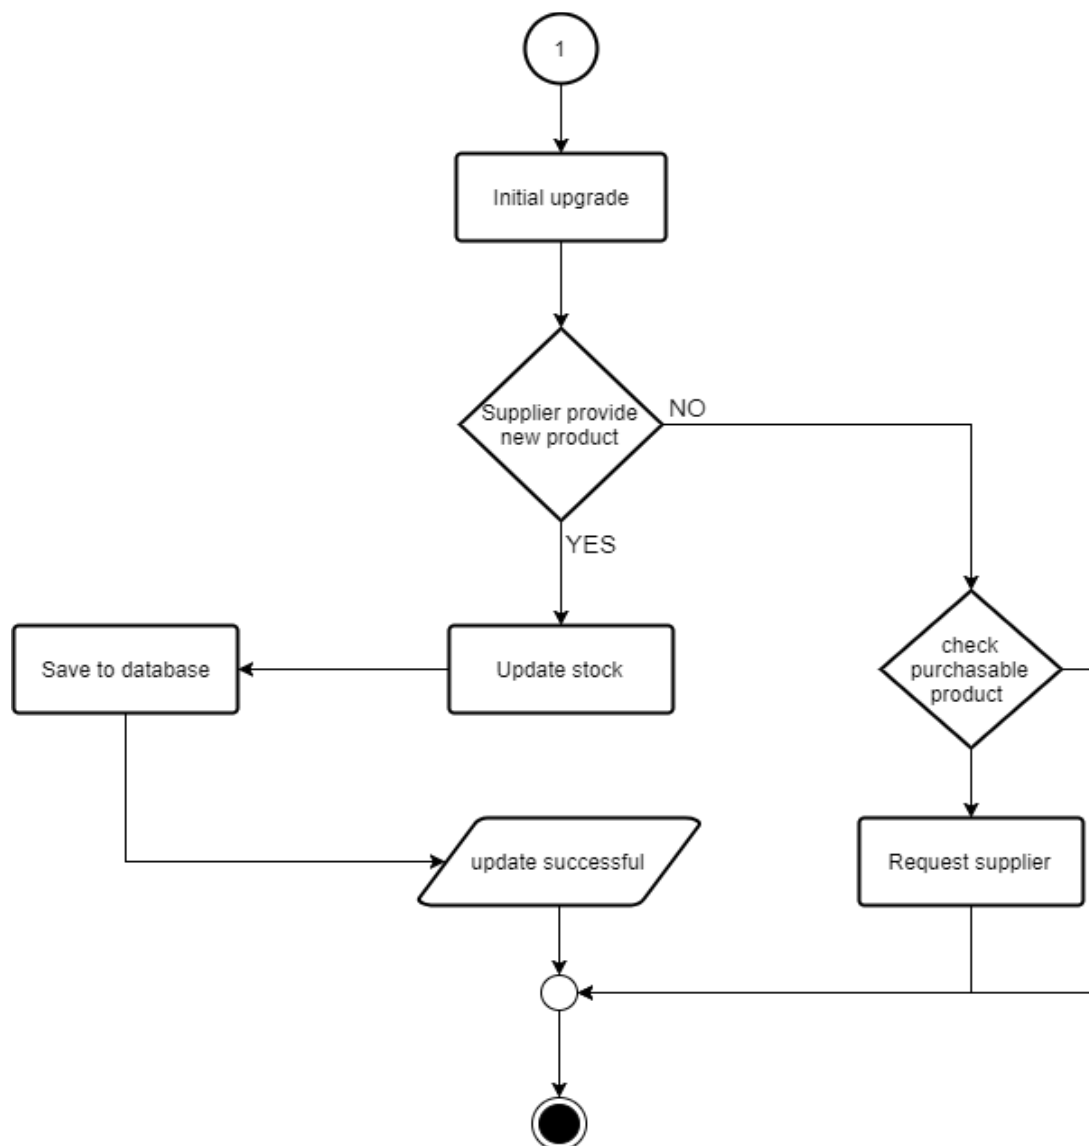 1
Initial upgrade
Supplier provide
new product
NO
YES
Save to database
Update stock
check
purchasable
product
update successful
Request supplier